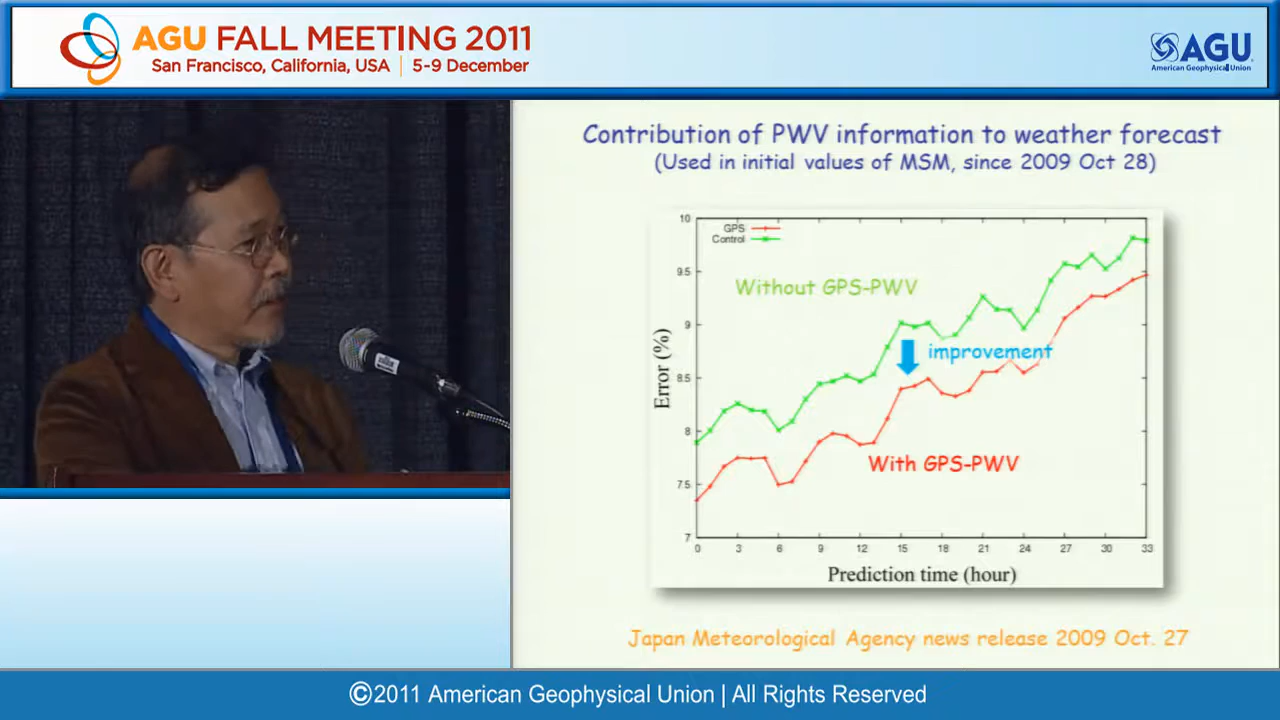 AGU FALL MEETING 2011
San Francisco, California, USA | 5-9 December
AGU
American Geophysical Union
Contribution of PWV information to weather forecast
(Used in initial values of MSM, since 2009 Oct 28)
10
9.5
9
8.5
8
7.5
7
Error (%)
GPS
Control
Without GPS-PWV
improvement
With GPS-PWV
0 3 6 9 12 15 18 21 24 27 30 33
Prediction time (hour)
Japan Meteorological Agency news release 2009 Oct. 27
©2011 American Geophysical Union | All Rights Reserved